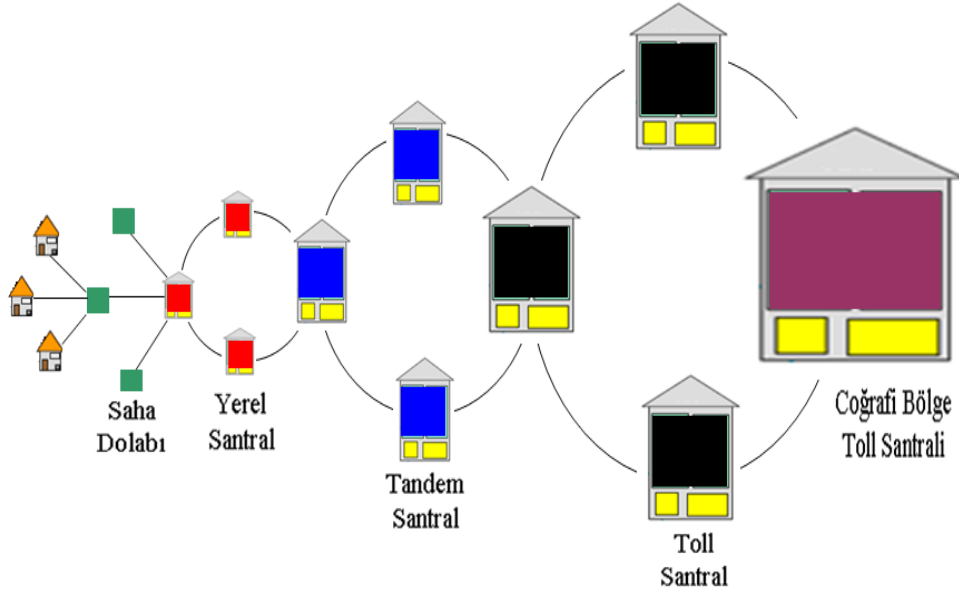 Saha
Dolabı
Yerel
Santral
Tandem
Santral
Toll
Santral
Coğrafi Bölge
Toll Santrali